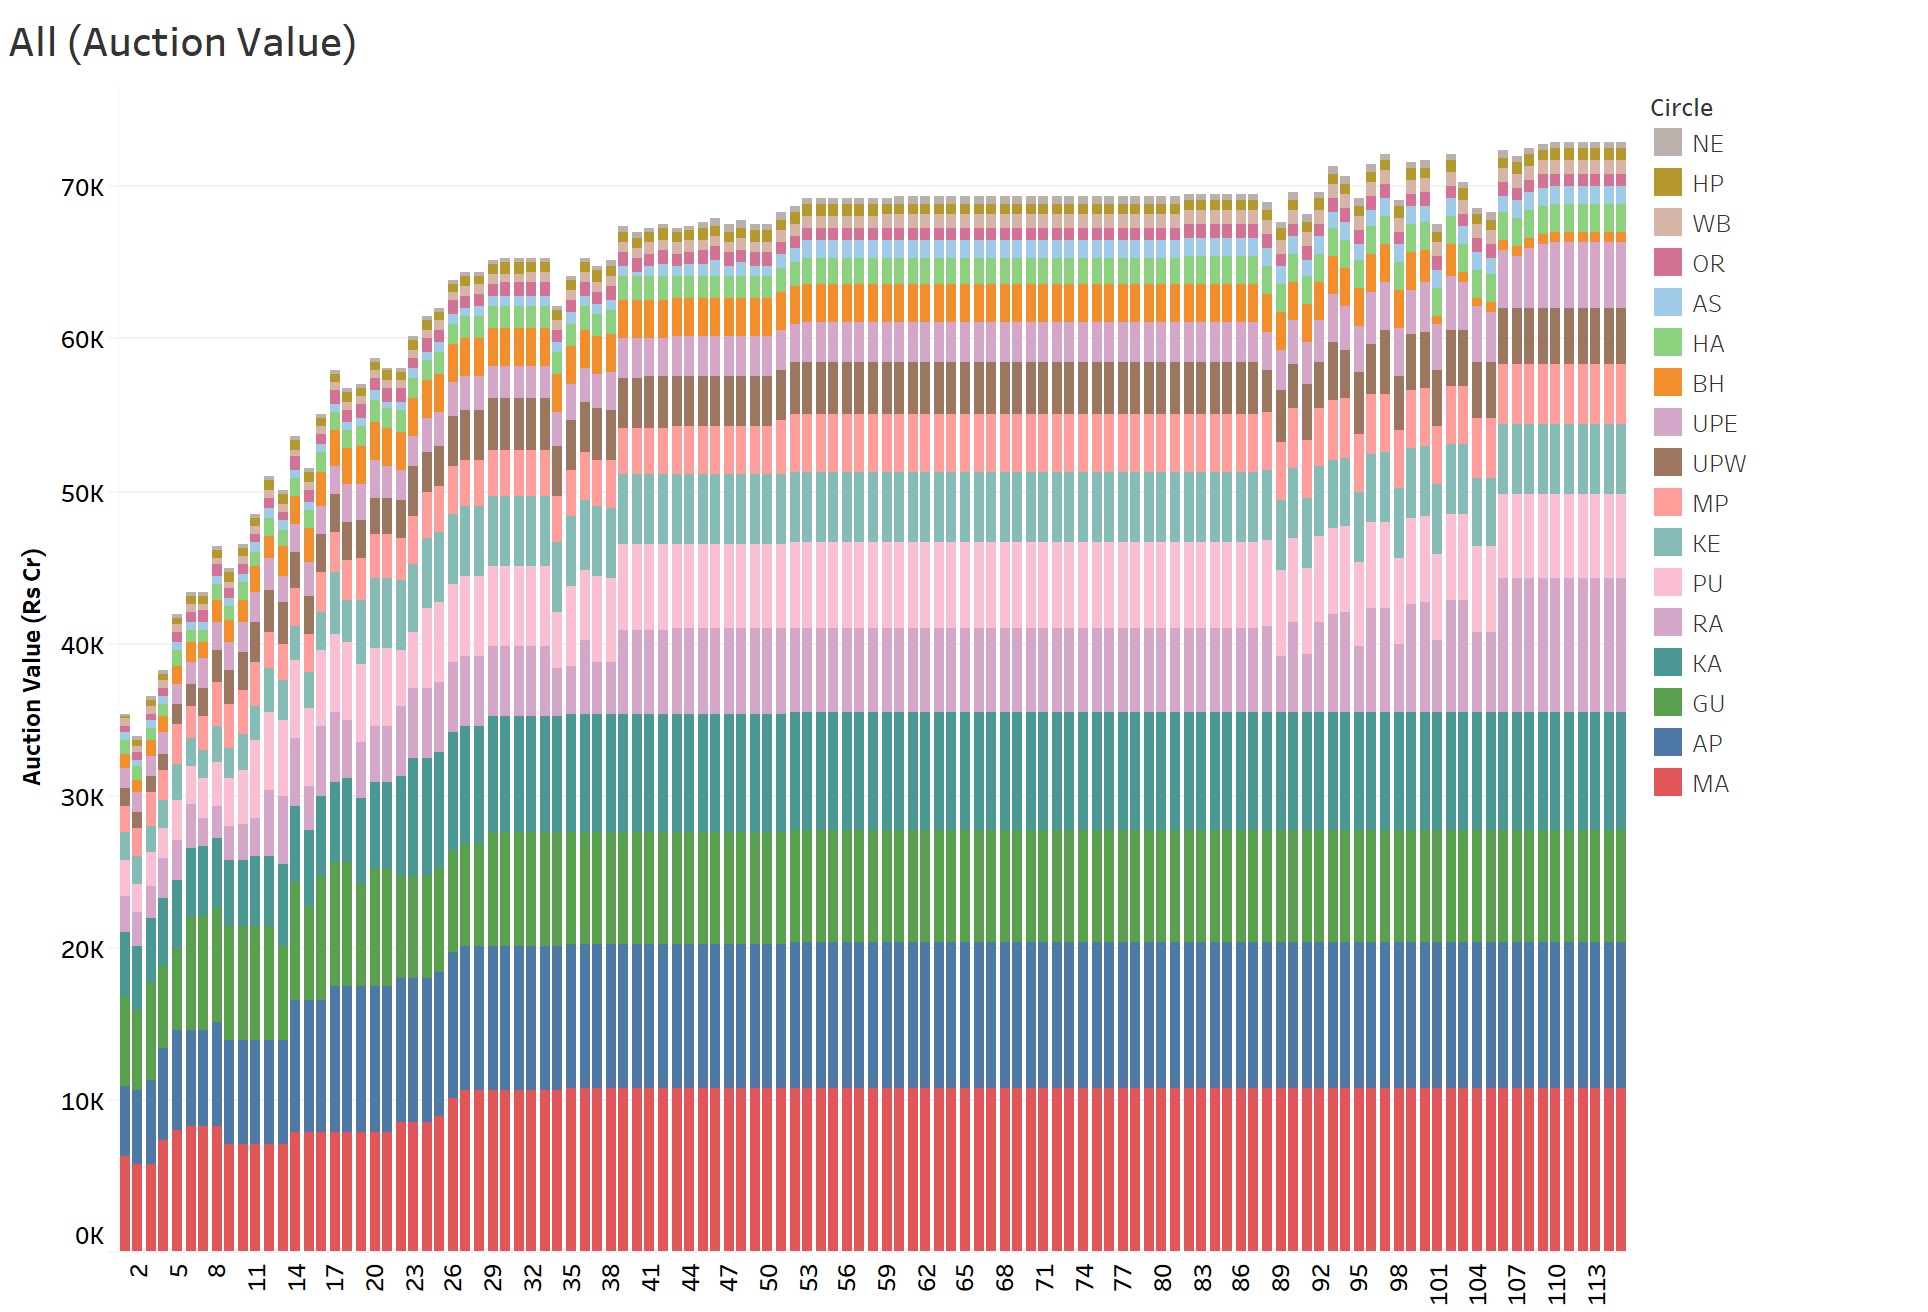 All (Auction Value)
Circle
NE
HP
WB
OR
AS
HA
BH
UPE
UPW
MP
KE
PU
RA
KA
GU
AP
MA
Auction Value (Rs Cr)
70K
60K
50K
40K
30K
20K
10K
0K
2 5 8 11 14 17 20 23 26 29 32 35 38 41 44 47 50 53 56 59 62 65 68 71 74 77 80 83 86 89 92 95 98 101 104 107 110 113